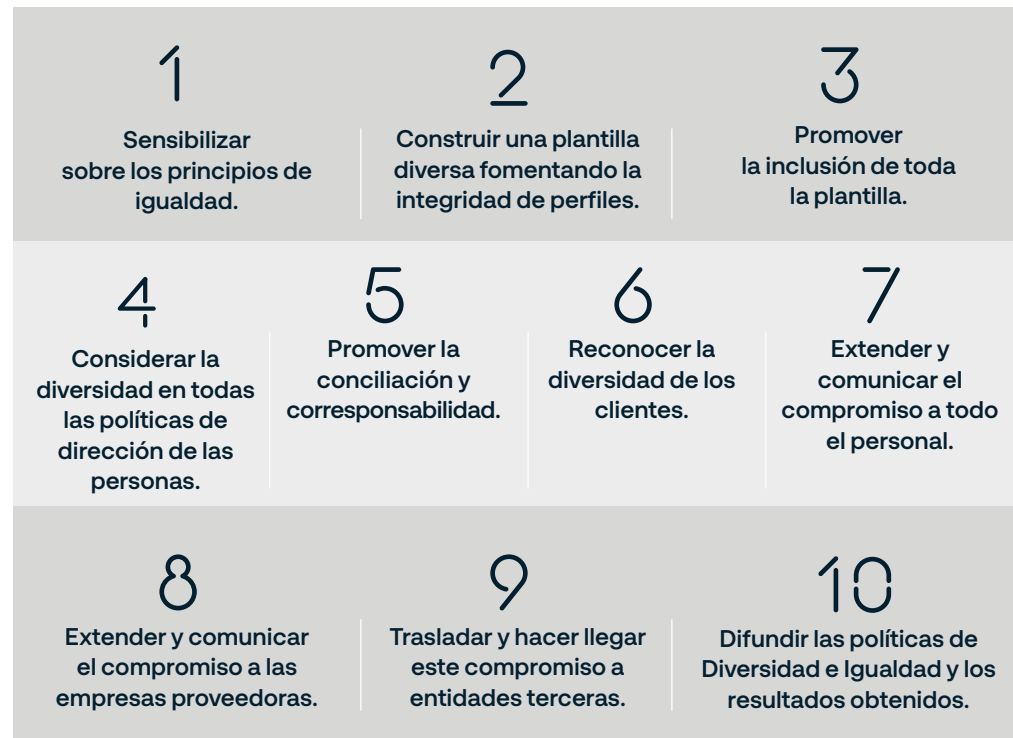 1
Sensibilizar
sobre los principios de
igualdad.
2
Construir una plantilla
diversa fomentando la
integridad de perfiles.
3
Promover
la inclusión de toda
la plantilla.
4
Considerar la
diversidad en todas
las políticas de
dirección de las
personas.
5
Promover la
conciliación y
corresponsabilidad.
6
Reconocer la
diversidad de los
clientes.
7
Extender y
comunicar el
compromiso a todo
el personal.
8
Extender y comunicar
el compromiso a las
empresas proveedoras.
9
Trasladar y hacer llegar
este compromiso a
entidades terceras.
10
Difundir las políticas de
Diversidad e Igualdad y los
resultados obtenidos.